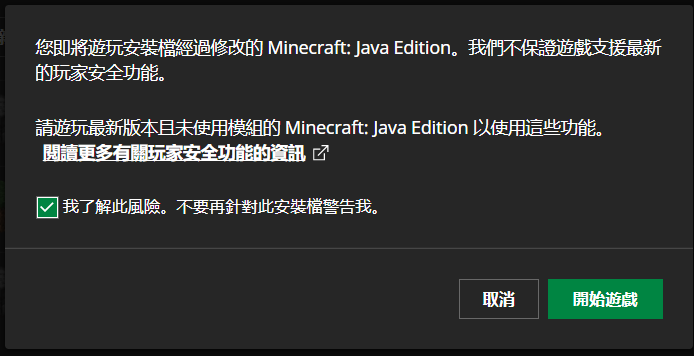 您即將遊玩安裝檔經過修改的 Minecraft: Java Edition。我們不保證遊戲支援最新
的玩家安全功能。
請遊玩最新版本且未使用模組的 Minecraft: Java Edition 以使用這些功能。
閱讀更多有關玩家安全功能的資訊
我了解此風險。不要再針對此安裝檔警告我。
取消
開始遊戲